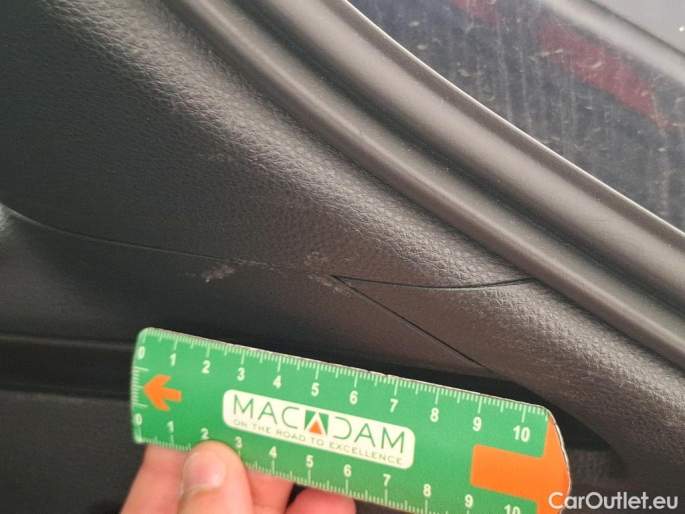 0 1 2 3 4 5 6 7 8 9 10
MACADAM
ON THE ROAD TO EXCELLENCE
0 1 2 3 4 5 6 7 8 9 10
CarOutlet.eu